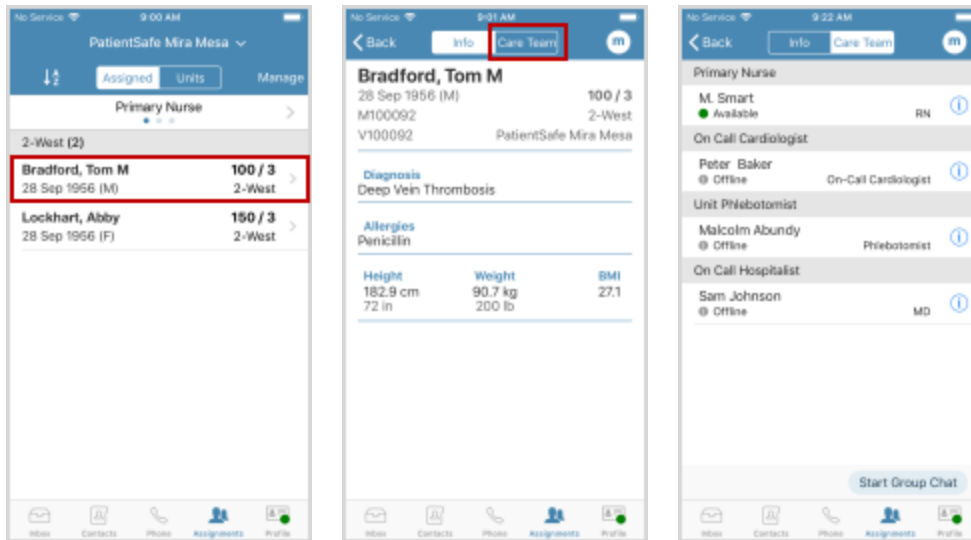 No Service 9:00 AM
PatientSafe Mira Mesa
Assigned Units Manage
Primary Nurse
2-West (2)
Bradford, Tom M 100 / 3
28 Sep 1956 (M) 2-West
Lockhart, Abby 150 / 3
28 Sep 1956 (F) 2-West
Inbox Contacts Phone Assignments Profile
No Service 9:01 AM
Back Info Care Team m
Bradford, Tom M
28 Sep 1956 (M) 100 / 3
M100092 2-West
V100092 PatientSafe Mira Mesa
Diagnosis
Deep Vein Thrombosis
Allergies
Penicillin
Height Weight BMI
182.9 cm 90.7 kg 27.1
72 in 200 lb
Inbox Contacts Phone Assignments Profile
No Service 9:22 AM
Back Info Care Team m
Primary Nurse
M. Smart
Available RN
On Call Cardiologist
Peter Baker
Offline On-Call Cardiologist
Unit Phlebotomist
Malcolm Abundy
Offline Phlebotomist
On Call Hospitalist
Sam Johnson
Offline MD
Start Group Chat
Inbox Contacts Phone Assignments Profile